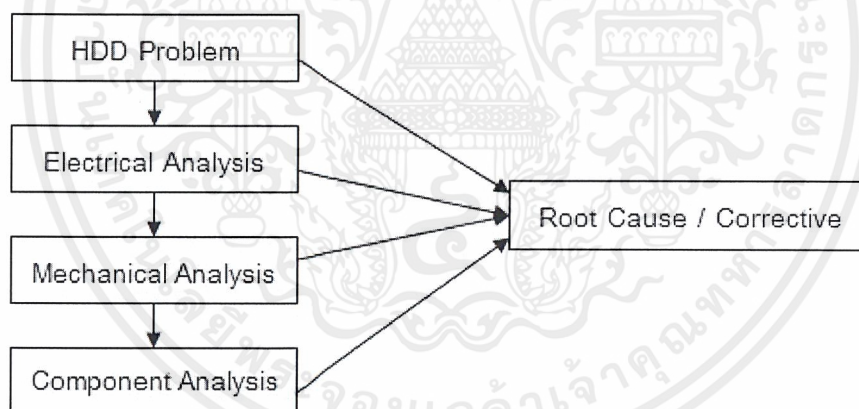 HDD Problem
Electrical Analysis
Root Cause / Corrective
Mechanical Analysis
Component Analysis